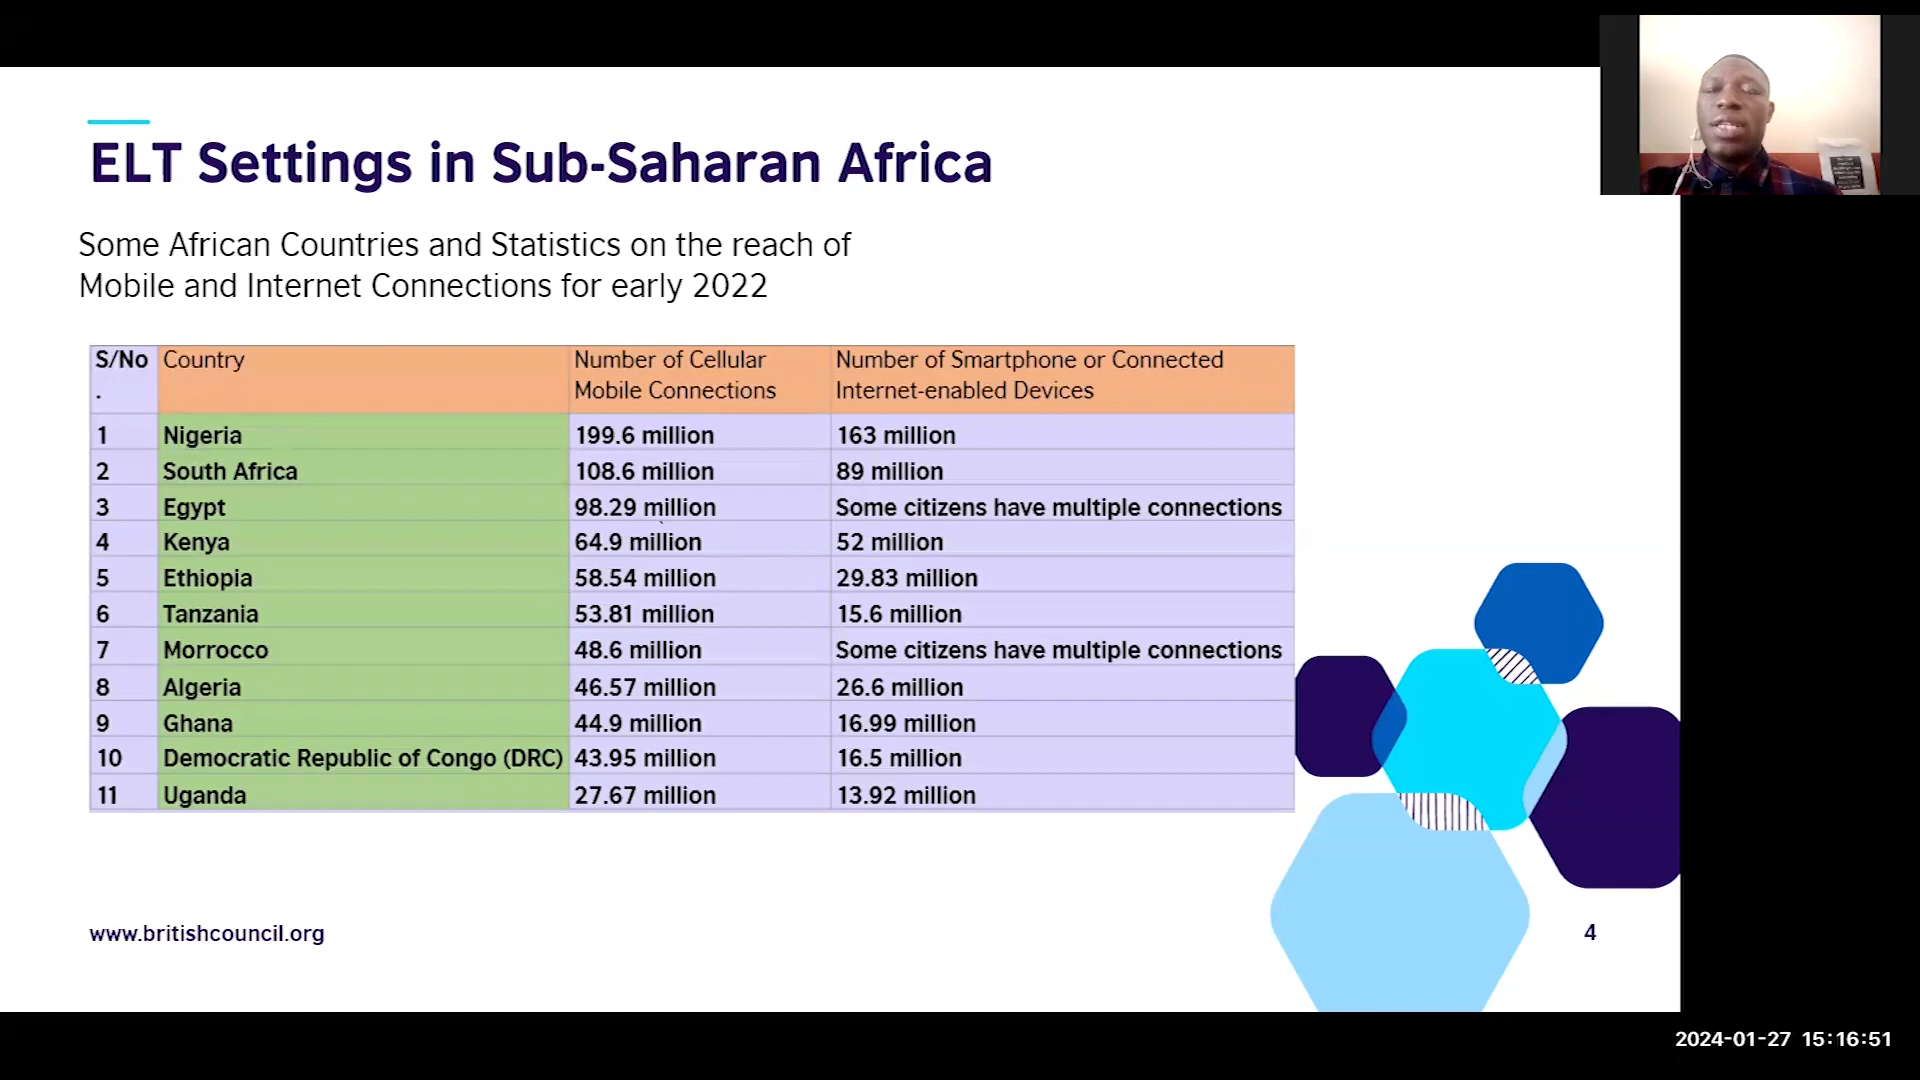 ELT Settings in Sub-Saharan Africa
Some African Countries and Statistics on the reach of
Mobile and Internet Connections for early 2022
S/No. Country Number of Cellular Mobile Connections Number of Smartphone or Connected Internet-enabled Devices
1 Nigeria 199.6 million 163 million
2 South Africa 108.6 million 89 million
3 Egypt 98.29 million Some citizens have multiple connections
4 Kenya 64.9 million 52 million
5 Ethiopia 58.54 million 29.83 million
6 Tanzania 53.81 million 15.6 million
7 Morrocco 48.6 million Some citizens have multiple connections
8 Algeria 46.57 million 26.6 million
9 Ghana 44.9 million 16.99 million
10 Democratic Republic of Congo (DRC) 43.95 million 16.5 million
11 Uganda 27.67 million 13.92 million
www.britishcouncil.org
4
2024-01-27 15:16:51